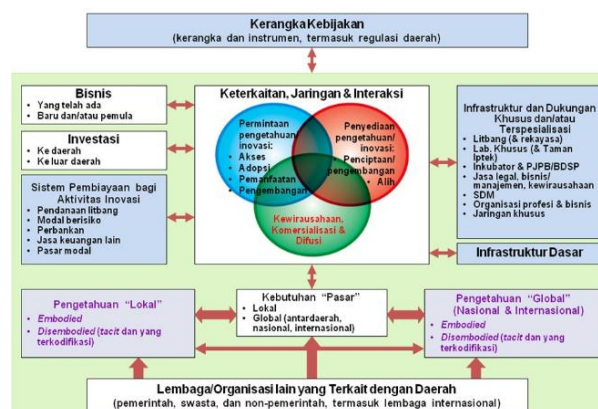 Kerangka Kebijakan
(kerangka dan instrumen, termasuk regulasi daerah)
Bisnis
• Yang telah ada
• Baru dan/atau pemula
Investasi
• Ke daerah
• Ke luar daerah
Sistem Pembiayaan bagi
Aktivitas Inovasi
• Pendanaan litbang
• Modal berisiko
• Perbankan
• Jasa keuangan lain
• Pasar modal
Keterkaitan, Jaringan & Interaksi
Permintaan
pengetahuan/
inovasi:
• Akses
• Adopsi
• Pemanfaatan
• Pengembangan
Penyediaan
pengetahuan/
inovasi:
• Penciptaan/
pengembangan
• Alih
Kewirausahaan,
Komersialisasi &
Difusi
Infrastruktur dan Dukungan
Khusus dan/atau
Terspesialisasi
• Litbang (& rekayasa)
• Lab. Khusus (& Taman
Iptek)
• Inkubator & PJPB/BDSP
• Jasa legal, bisnis/
manajemen, kewirausahaan
• SDM
• Organisasi profesi & bisnis
• Jaringan khusus
Infrastruktur Dasar
Pengetahuan "Lokal"
• Embodied
• Disembodied (tacit dan yang
terkodifikasi)
Kebutuhan "Pasar"
• Lokal
• Global (antardaerah,
nasional, internasional)
Pengetahuan "Global"
(Nasional & Internasional)
• Embodied
• Disembodied (tacit dan yang
terkodifikasi)
Lembaga/Organisasi lain yang Terkait dengan Daerah
(pemerintah, swasta, dan non-pemerintah, termasuk lembaga internasional)